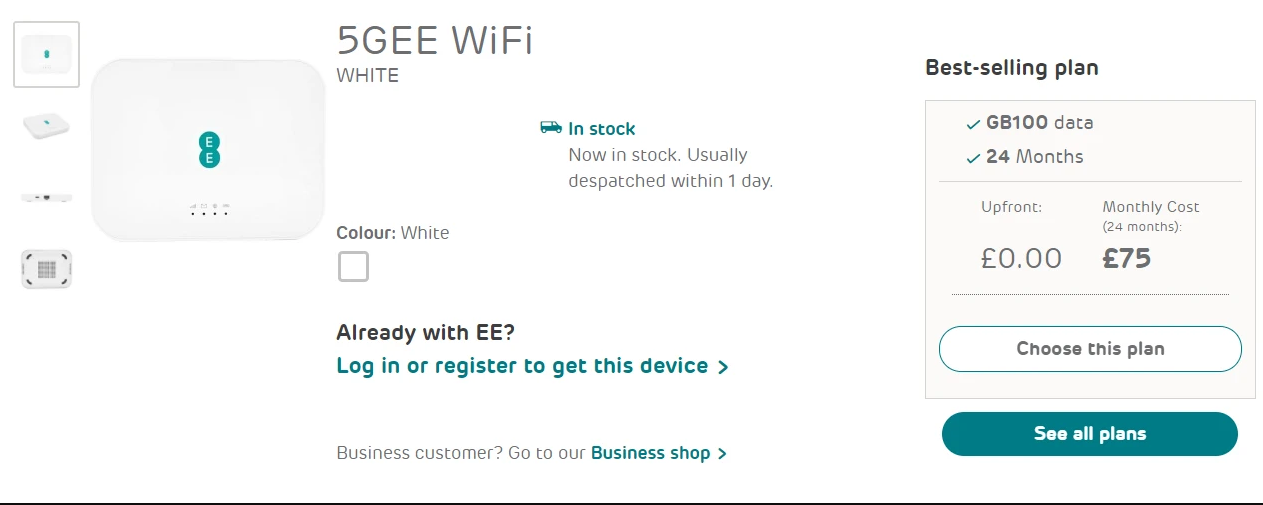 5GEE WiFi
WHITE
E
E
In stock
Now in stock. Usually
despatched within 1 day.
Colour: White
Already with EE?
Log in or register to get this device
Business customer? Go to our Business shop
Best-selling plan
GB100 data
24 Months
Upfront:
£0.00
Monthly Cost
(24 months):
£75
Choose this plan
See all plans